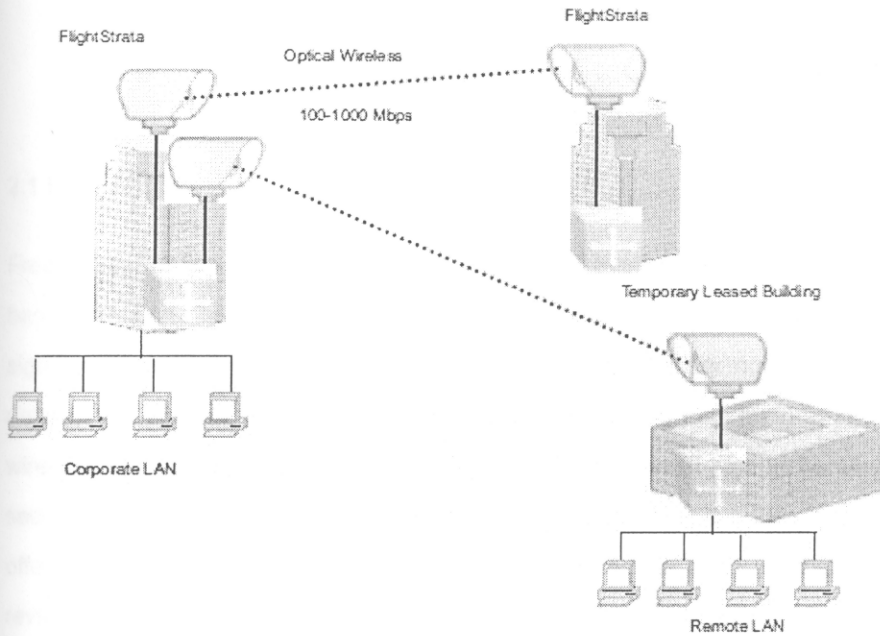 FlightStrata
FlightStrata
Optical Wireless
100-1000 Mbps
Temporary Leased Building
Corporate LAN
Remote LAN